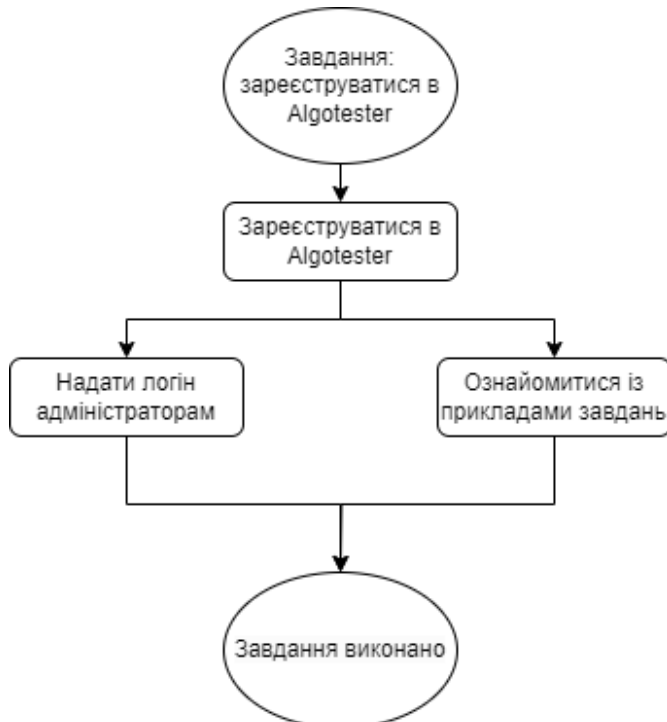 Завдання:
зареєструватися в
Algotester
Зареєструватися в
Algotester
Надати логін
адміністраторам
Ознайомитися із
прикладами завдань
Завдання виконано